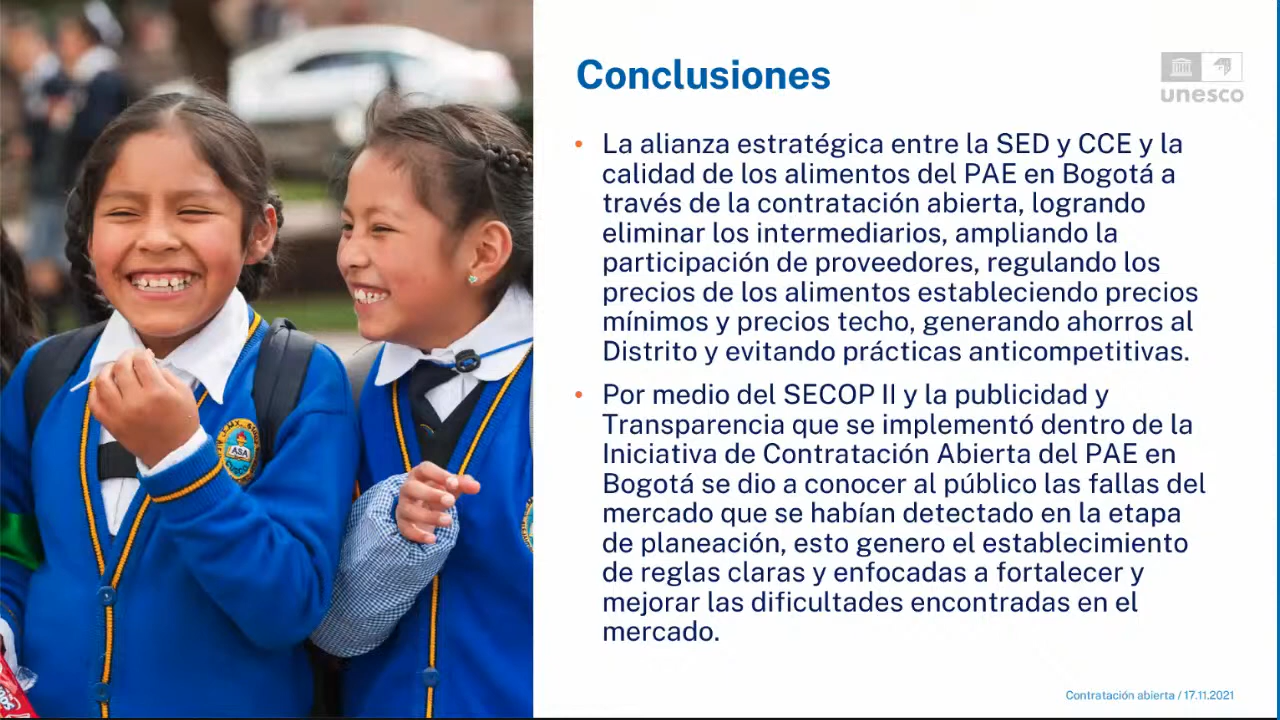 Conclusiones
unesco
• La alianza estratégica entre la SED y CCE y la
calidad de los alimentos del PAE en Bogotá a
través de la contratación abierta, logrando
eliminar los intermediarios, ampliando la
participación de proveedores, regulando los
precios de los alimentos estableciendo precios
mínimos y precios techo, generando ahorros al
Distrito y evitando prácticas anticompetitivas.
• Por medio del SECOP II y la publicidad y
Transparencia que se implementó dentro de la
Iniciativa de Contratación Abierta del PAE en
Bogotá se dio a conocer al público las fallas del
mercado que se habían detectado en la etapa
de planeación, esto genero el establecimiento
de reglas claras y enfocadas a fortalecer y
mejorar las dificultades encontradas en el
mercado.
Contratación abierta / 17.11.2021
ASA